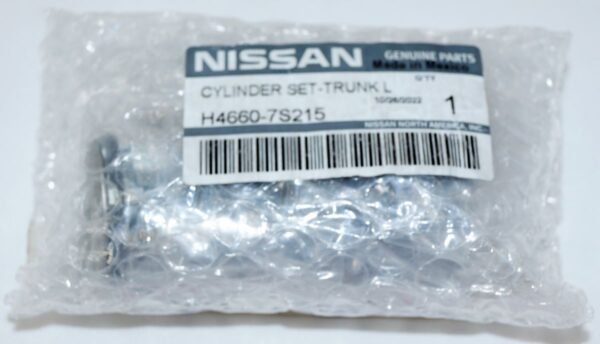 NISSAN GENUINE PARTS
Made in Mexico
CYLINDER SET-TRUNK L Q'TY
10/26/2022
H4660-7S215 1
NISSAN NORTH AMERICA, INC.